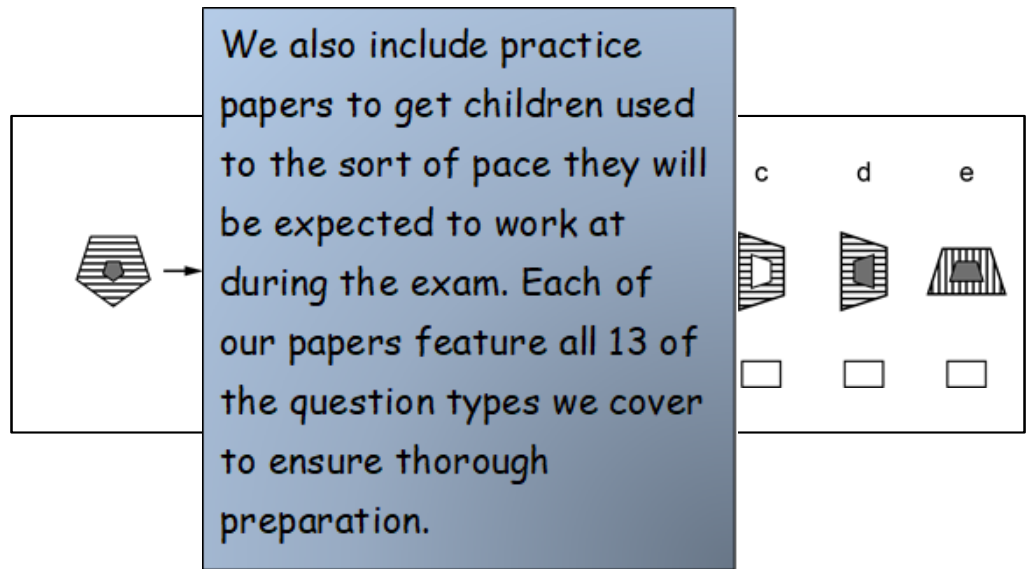 We also include practice
papers to get children used
to the sort of pace they will
be expected to work at
during the exam. Each of
our papers feature all 13 of
the question types we cover
to ensure thorough
preparation.
c d e